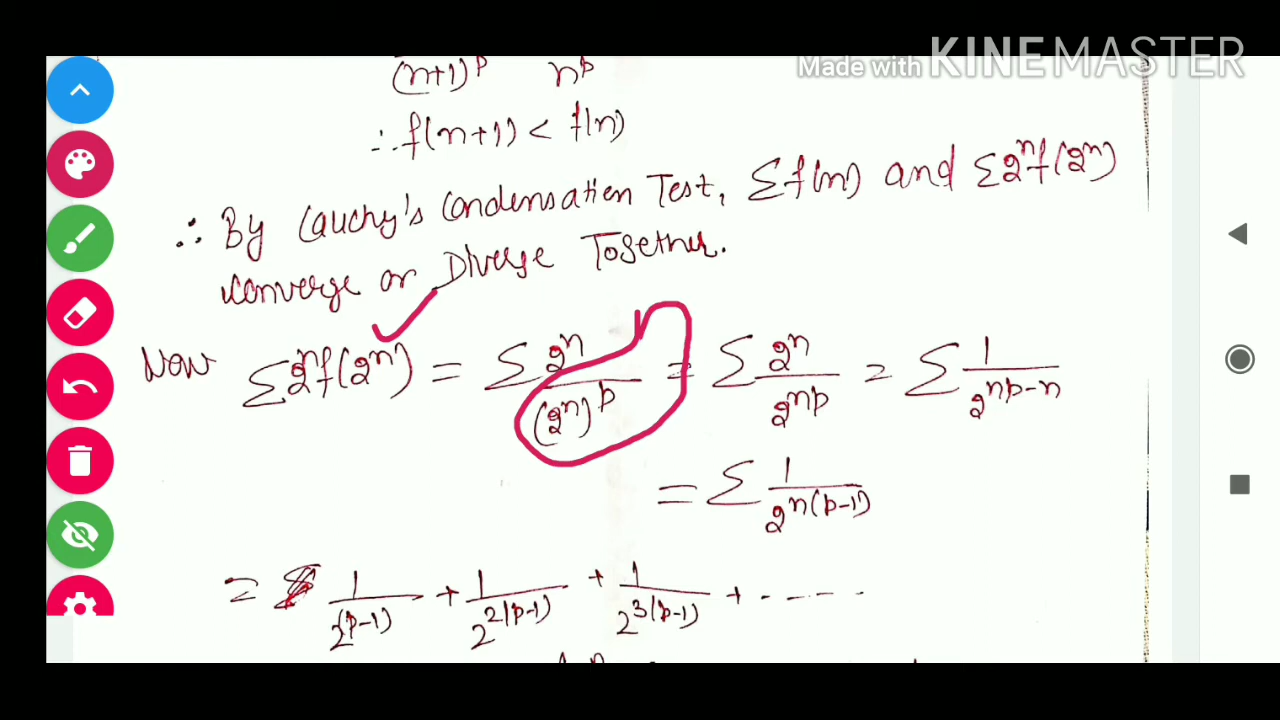 Made with KINEMASTER
(n+1)^p n^p
∴ f(n+1) < f(n)
∴ By Cauchy's Condensation Test, Σf(n) and Σ2^n f(2^n)
Converge or Diverse Together.
Now Σ2^n f(2^n) = Σ 2^n/(2^n)^p = Σ 2^n/2^np = Σ 1/2^np-n
= Σ 1/2^n(p-1)
= 1/2^(p-1) + 1/2^2(p-1) + 1/2^3(p-1) + -----